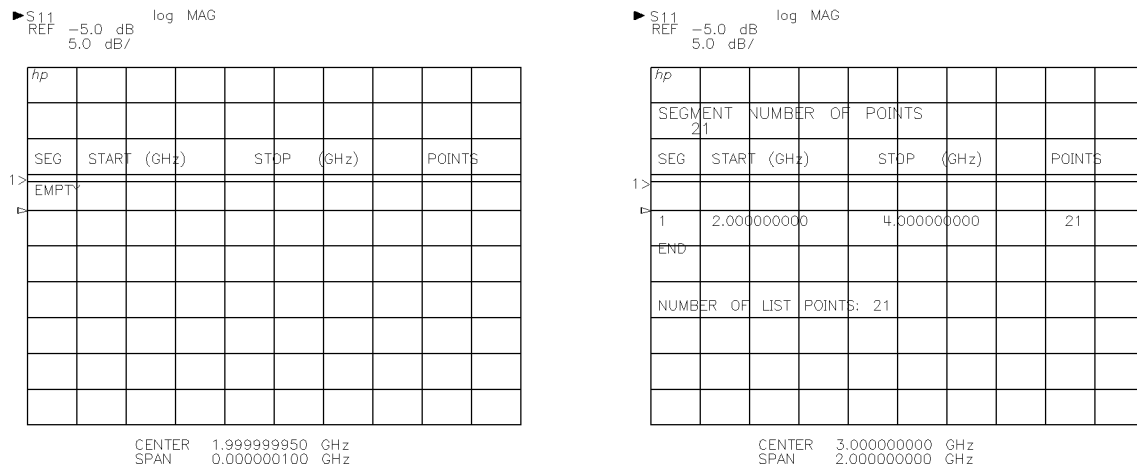 S11 log MAG
REF -5.0 dB
5.0 dB/
hp
SEG START (GHz) STOP (GHz) POINTS
1>
EMPTY
CENTER 1.999999950 GHz
SPAN 0.000000100 GHz
S11 log MAG
REF -5.0 dB
5.0 dB/
hp
SEGMENT NUMBER OF POINTS
21
SEG START (GHz) STOP (GHz) POINTS
1>
1 2.000000000 4.000000000 21
END
NUMBER OF LIST POINTS: 21
CENTER 3.000000000 GHz
SPAN 2.000000000 GHz